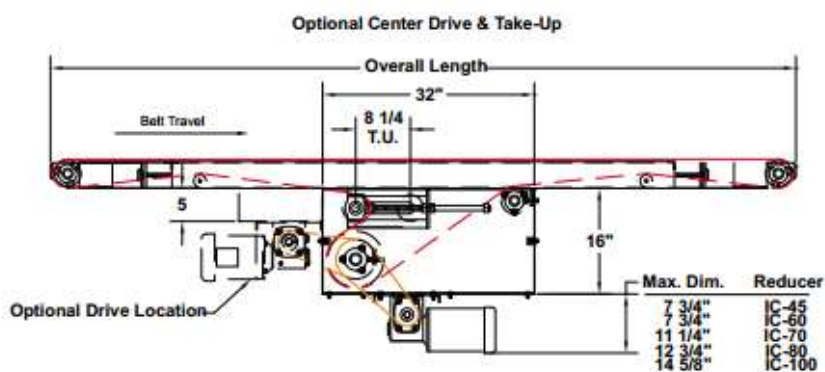 Optional Center Drive & Take-Up
Overall Length
32"
Belt Travel
8 1/4
T.U.
5
16"
Optional Drive Location
Max. Dim. Reducer
7 3/4" IC-45
7 3/4" IC-60
11 1/4" IC-70
12 3/4" IC-80
14 5/8" IC-100